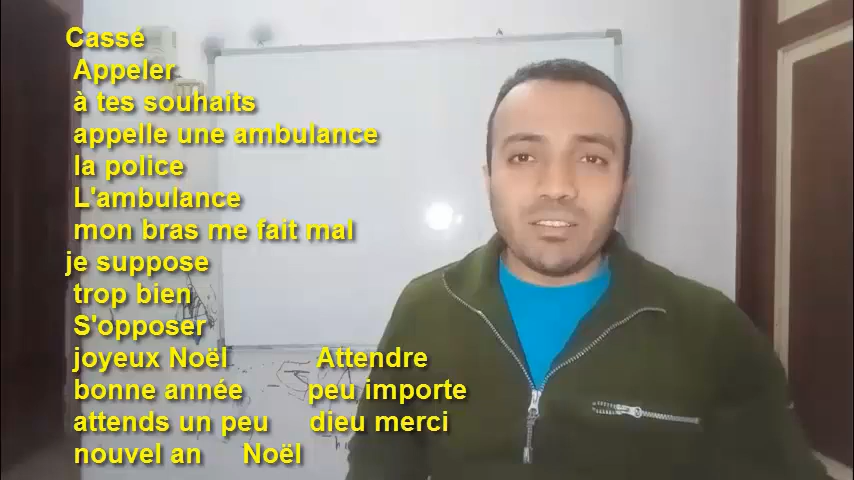 Cassé
Appeler
à tes souhaits
appelle une ambulance
la police
L'ambulance
mon bras me fait mal
je suppose
trop bien
S'opposer
joyeux Noël Attendre
bonne année peu importe
attends un peu dieu merci
nouvel an Noël